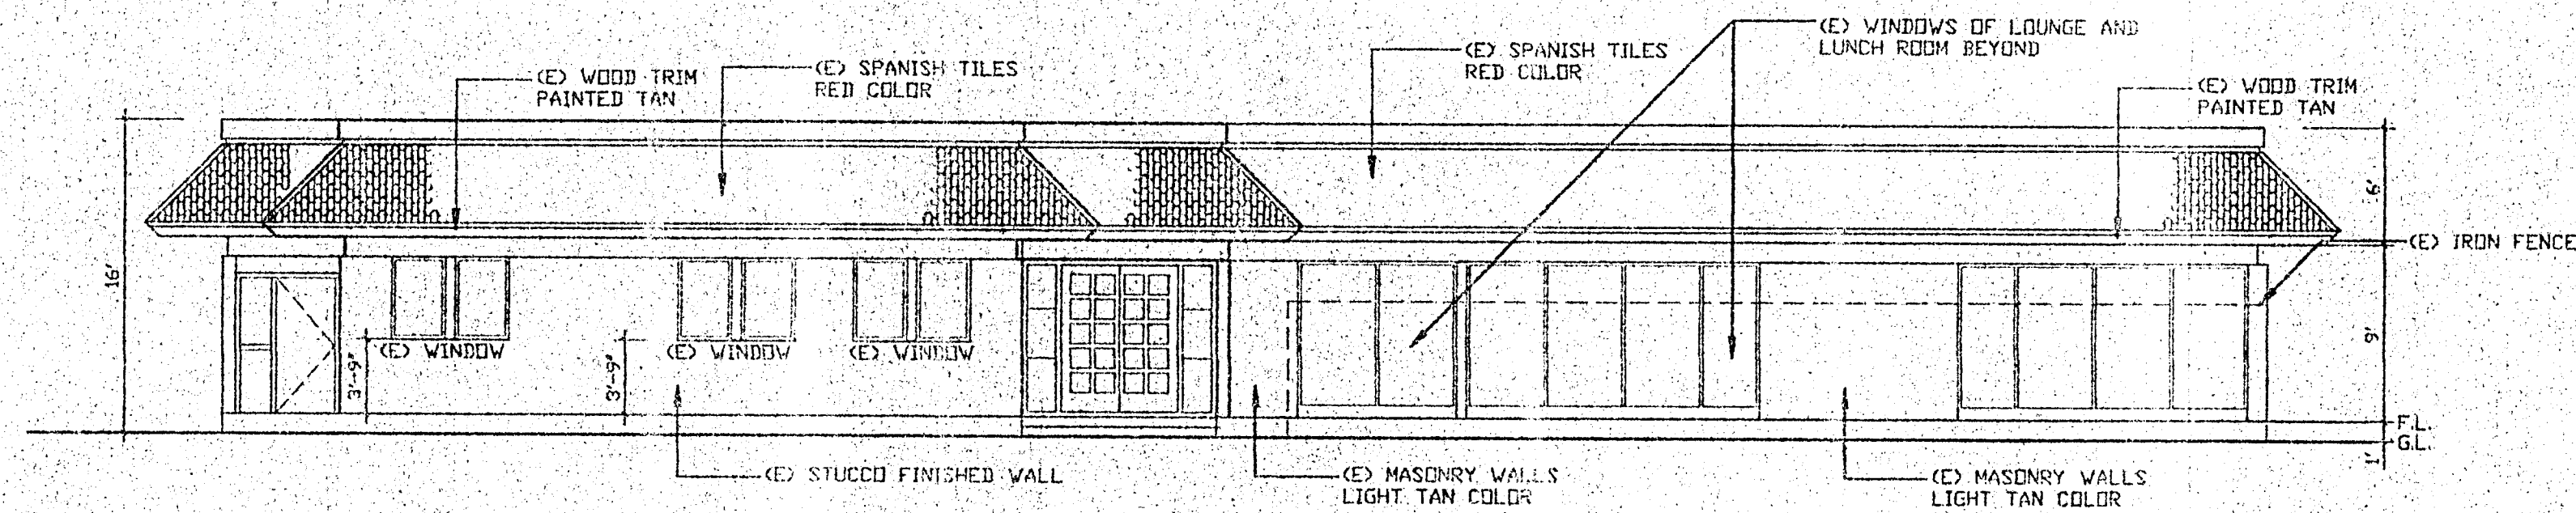 (E) WINDOWS OF LOUNGE AND
LUNCH ROOM BEYOND
(E) SPANISH TILES
RED COLOR
(E) SPANISH TILES
RED COLOR
(E) WOOD TRIM
PAINTED TAN
(E) WOOD TRIM
PAINTED TAN
16'
6'
(E) IRON FENCE
9'
3'-9"
(E) WINDOW
3'-9"
(E) WINDOW
(E) WINDOW
F.L.
G.L.
1'
(E) STUCCO FINISHED WALL
(E) MASONRY WALLS
LIGHT TAN COLOR
(E) MASONRY WALLS
LIGHT TAN COLOR